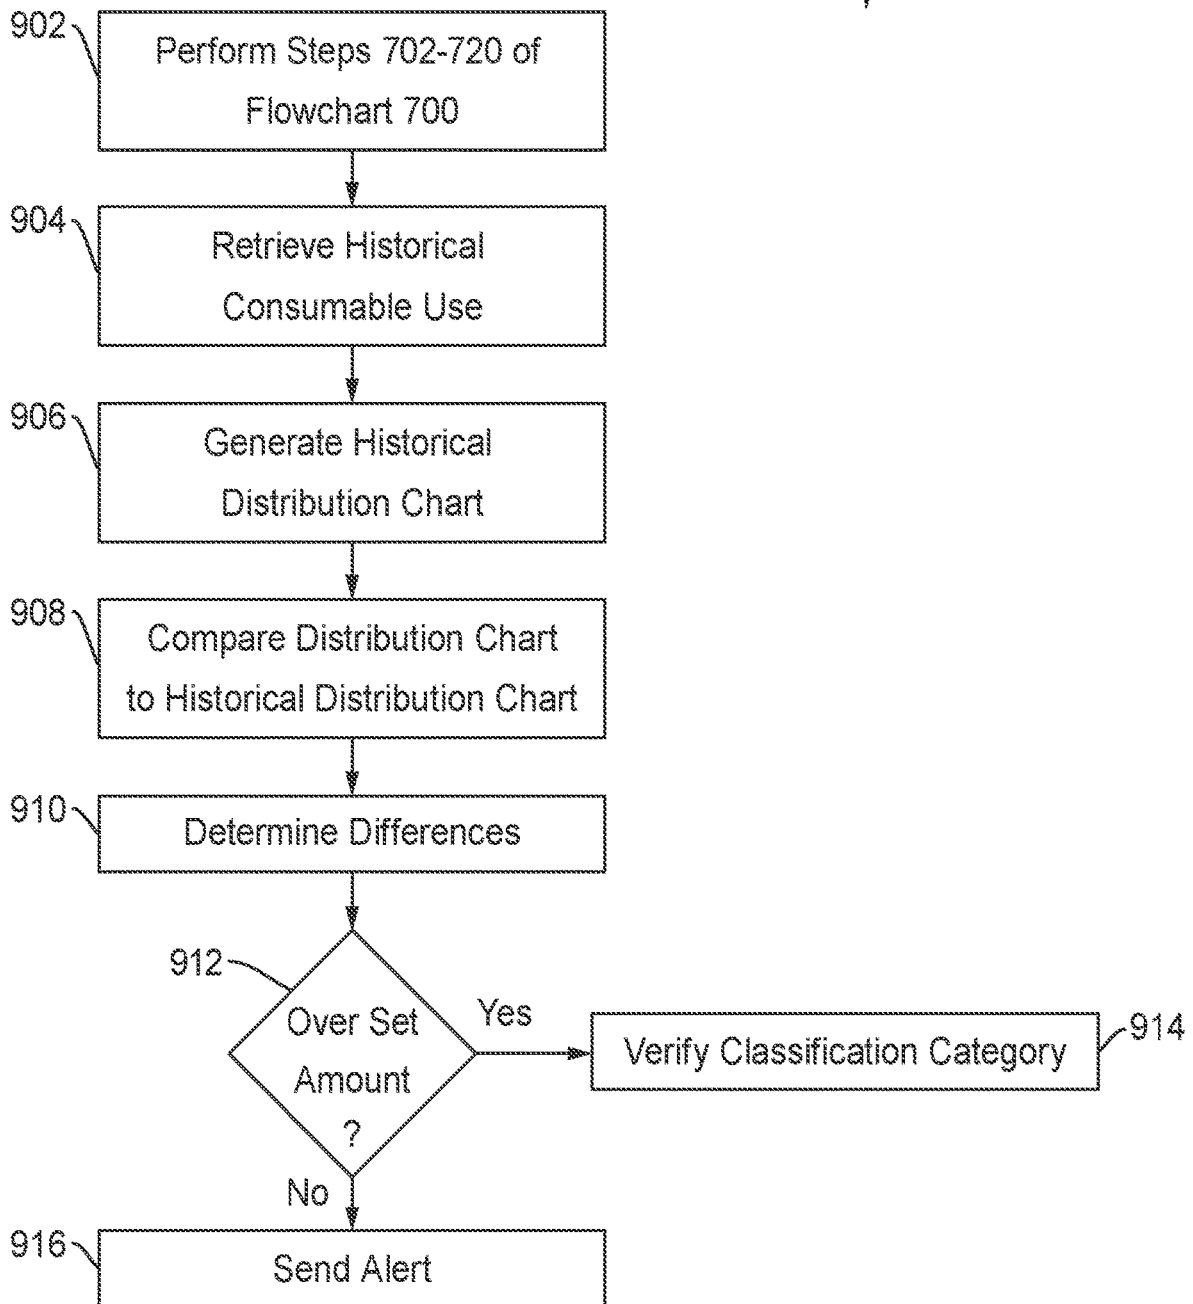 902
Perform Steps 702-720 of
Flowchart 700
904
Retrieve Historical
Consumable Use
906
Generate Historical
Distribution Chart
908
Compare Distribution Chart
to Historical Distribution Chart
910
Determine Differences
912
Over Set
Amount
?
Yes
Verify Classification Category
914
No
916
Send Alert